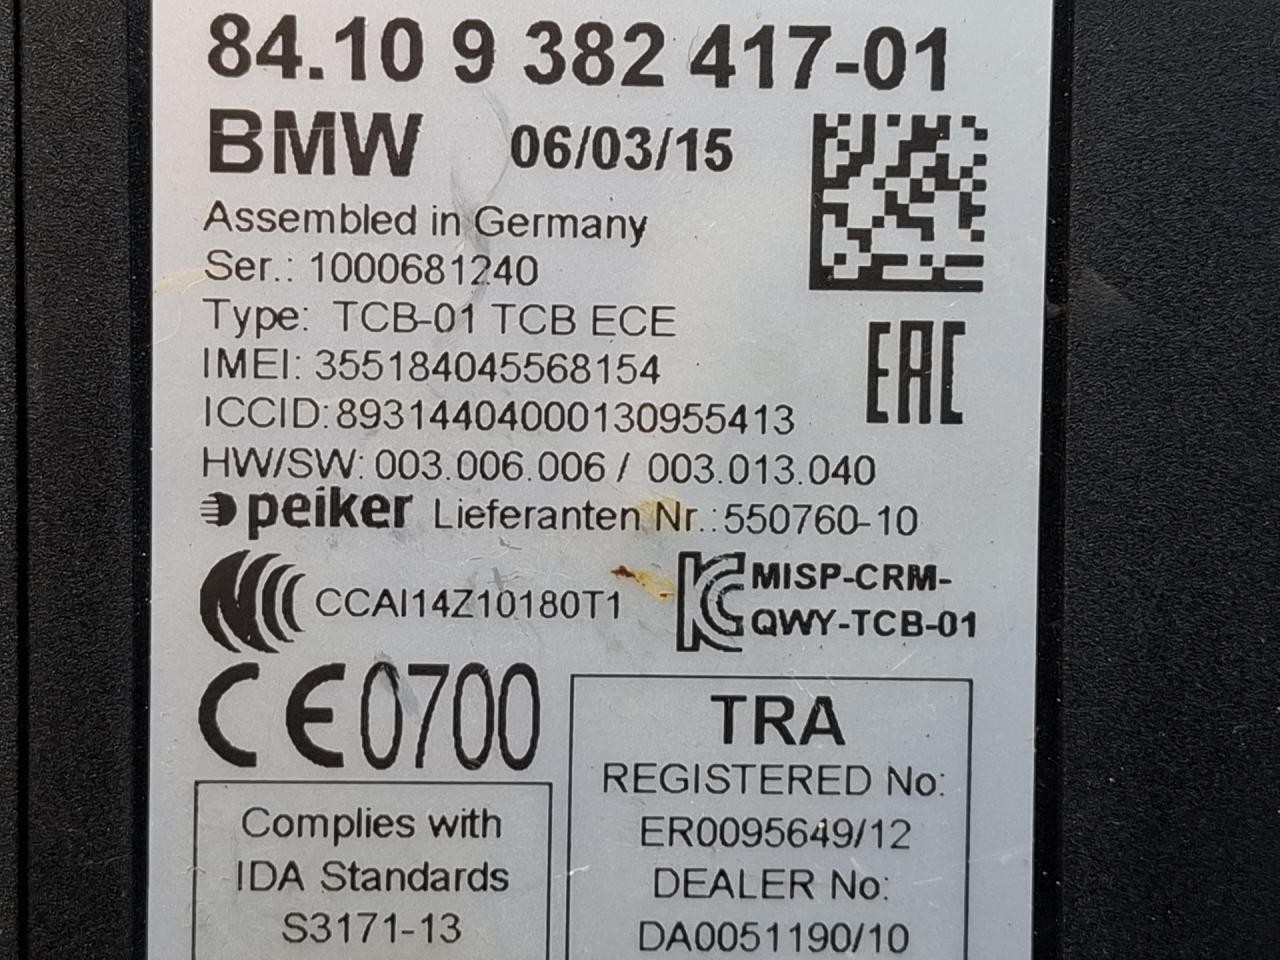 84.10 9 382 417-01
BMW 06/03/15
Assembled in Germany
Ser.: 1000681240
Type: TCB-01 TCB ECE
IMEI: 355184045568154
EAC
ICCID:89314404000130955413
HW/SW: 003.006.006 / 003.013.040
peiker Lieferanten Nr.:550760-10
CCAI14Z10180T1
MISP-CRM-
QWY-TCB-01
CE0700
Complies with
IDA Standards
S3171-13
TRA
REGISTERED No:
ER0095649/12
DEALER No:
DA0051190/10